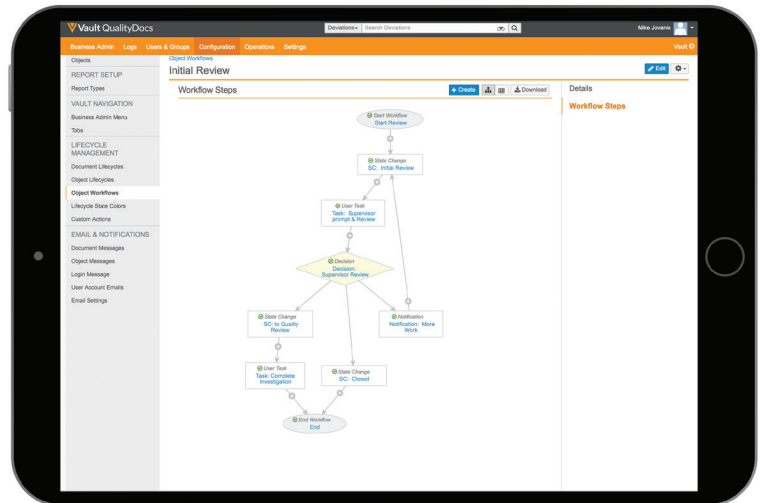 Vault QualityDocs
Deviations
Search Deviations
Mike Jovanis
Business Admin Logs Users & Groups Configuration Operations Settings
Vault
Objects
REPORT SETUP
Report Types
VAULT NAVIGATION
Business Admin Menu
Tabs
LIFECYCLE
MANAGEMENT
Document Lifecycles
Object Lifecycles
Object Workflows
Lifecycle State Colors
Custom Actions
EMAIL & NOTIFICATIONS
Document Messages
Object Messages
Login Message
User Account Emails
Email Settings
Object Workflows
Initial Review
Edit
Workflow Steps
+ Create
Download
Start Workflow
Start Review
State Change
SC: Initial Review
User Task
Task: Supervisor
prompt & Review
Decision
Decision:
Supervisor Review
State Change
SC: to Quality
Review
Notification
Notification: More
Work
User Task
Task: Complete
Investigation
State Change
SC: Closed
End Workflow
End
Details
Workflow Steps